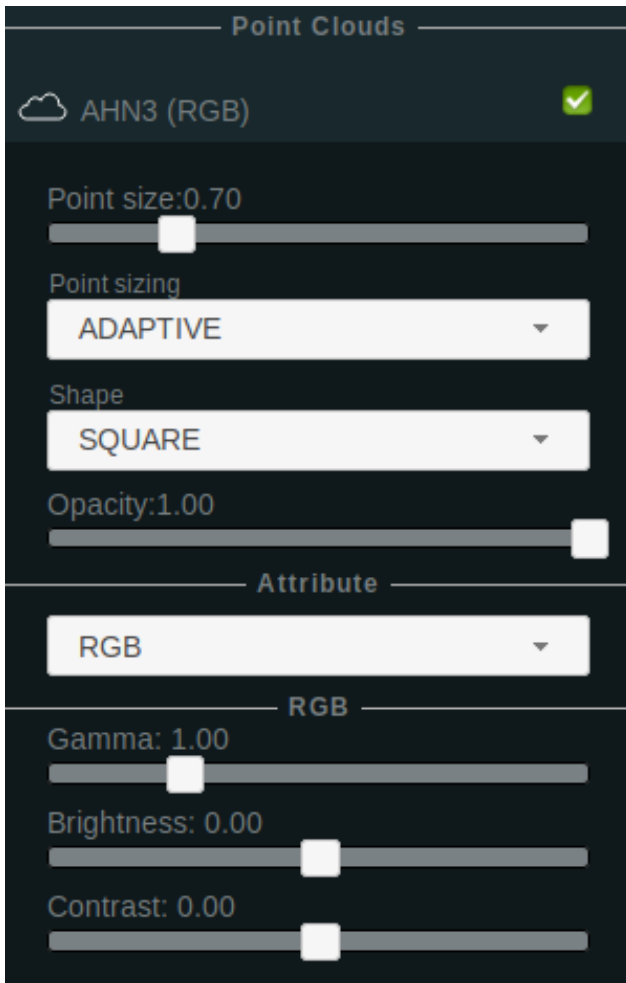 Point Clouds
AHN3 (RGB)
Point size:0.70
Point sizing
ADAPTIVE
Shape
SQUARE
Opacity:1.00
Attribute
RGB
RGB
Gamma: 1.00
Brightness: 0.00
Contrast: 0.00